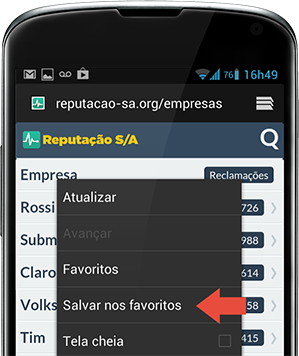 76 16h49
reputacao-sa.org/empresas
Reputação S/A
Empresa Reclamações
Rossi 726
Subm 988
Claro 614
Volks 58
Tim 415
Atualizar
Avançar
Favoritos
Salvar nos favoritos
Tela cheia